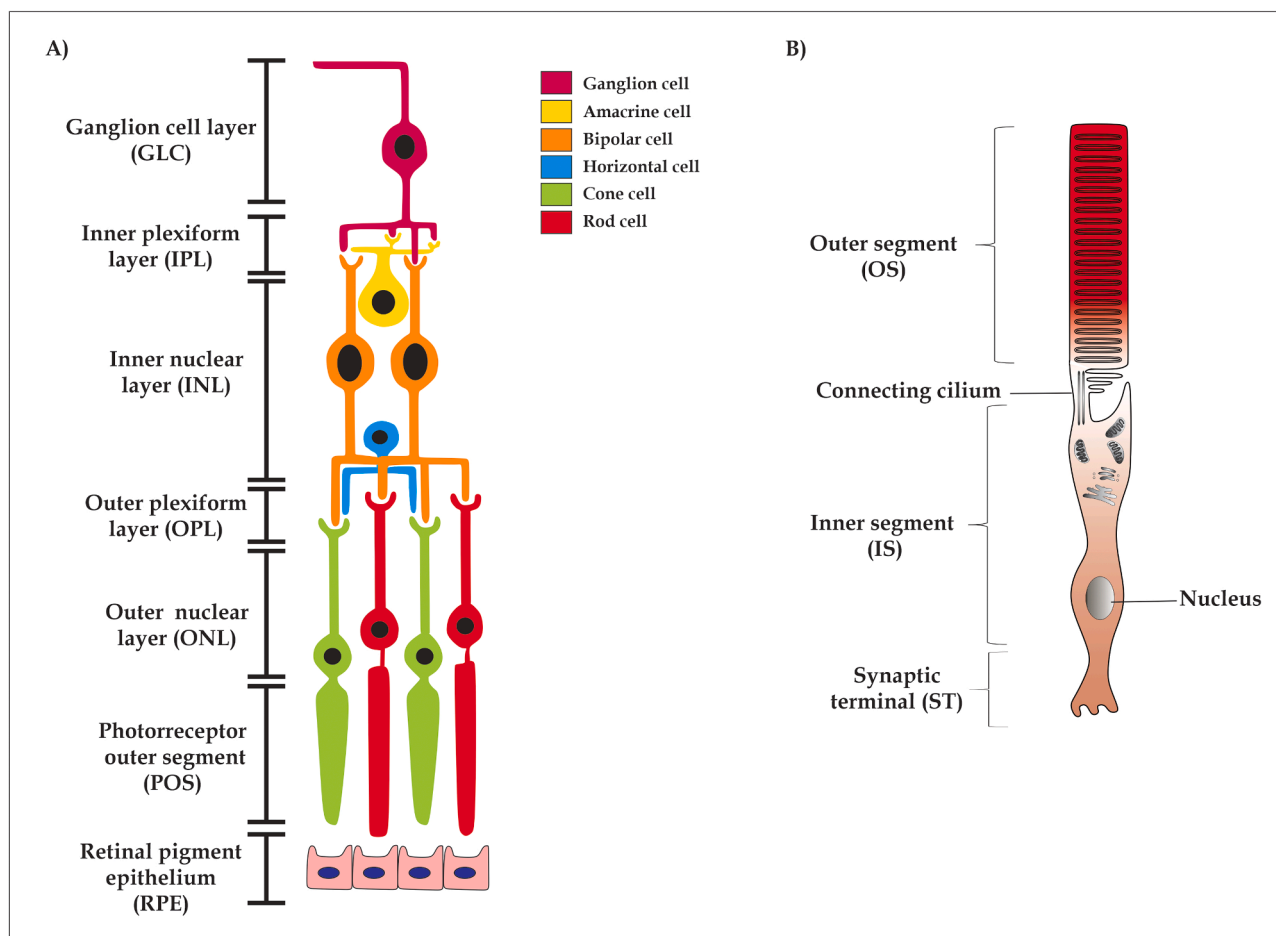 A)
Ganglion cell layer
(GLC)
Inner plexiform
layer (IPL)
Inner nuclear
layer (INL)
Outer plexiform
layer (OPL)
Outer nuclear
layer (ONL)
Photorreceptor
outer segment
(POS)
Retinal pigment
epithelium
(RPE)
Ganglion cell
Amacrine cell
Bipolar cell
Horizontal cell
Cone cell
Rod cell
B)
Outer segment
(OS)
Connecting cilium
Inner segment
(IS)
Nucleus
Synaptic
terminal (ST)